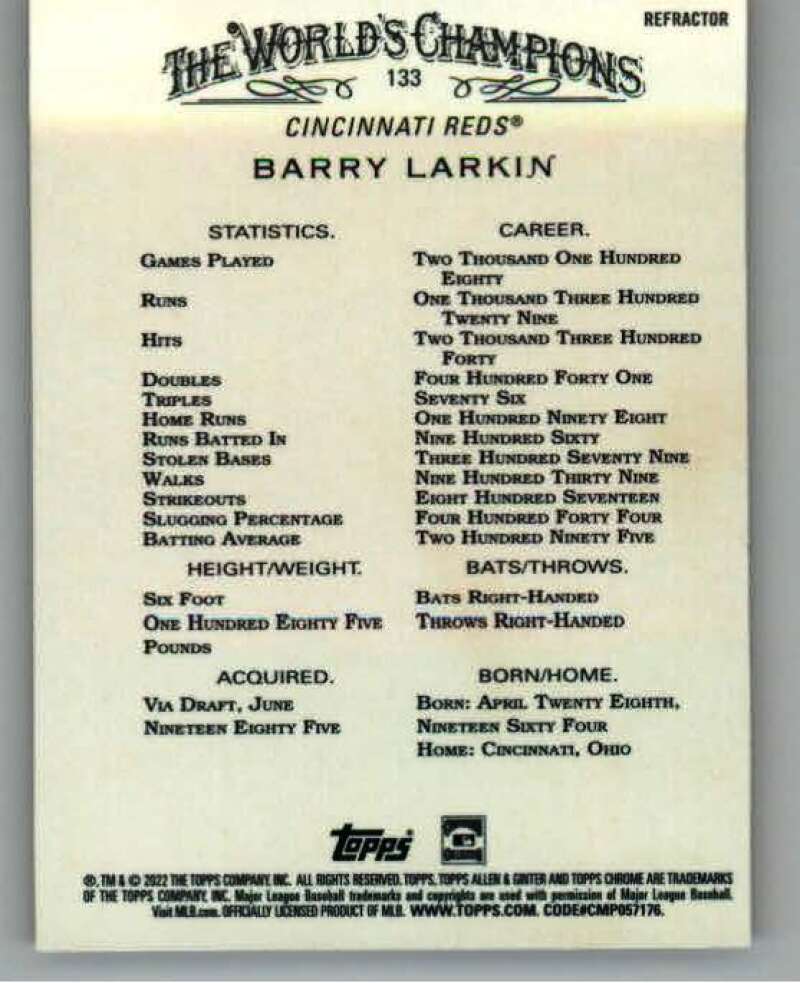 REFRACTOR
THE WORLD'S CHAMPIONS
133
CINCINNATI REDS®
BARRY LARKIN
STATISTICS. CAREER.
GAMES PLAYED TWO THOUSAND ONE HUNDRED
EIGHTY
RUNS ONE THOUSAND THREE HUNDRED
TWENTY NINE
HITS TWO THOUSAND THREE HUNDRED
FORTY
DOUBLES FOUR HUNDRED FORTY ONE
TRIPLES SEVENTY SIX
HOME RUNS ONE HUNDRED NINETY EIGHT
RUNS BATTED IN NINE HUNDRED SIXTY
STOLEN BASES THREE HUNDRED SEVENTY NINE
WALKS NINE HUNDRED THIRTY NINE
STRIKEOUTS EIGHT HUNDRED SEVENTEEN
SLUGGING PERCENTAGE FOUR HUNDRED FORTY FOUR
BATTING AVERAGE TWO HUNDRED NINETY FIVE
HEIGHT/WEIGHT. BATS/THROWS.
SIX FOOT BATS RIGHT-HANDED
ONE HUNDRED EIGHTY FIVE THROWS RIGHT-HANDED
POUNDS
ACQUIRED. BORN/HOME.
VIA DRAFT, JUNE BORN: APRIL TWENTY EIGHTH,
NINETEEN EIGHTY FIVE NINETEEN SIXTY FOUR
HOME: CINCINNATI, OHIO
Topps
®, TM & © 2022 THE TOPPS COMPANY, INC. ALL RIGHTS RESERVED. TOPPS, TOPPS ALLEN & GINTER AND TOPPS CHROME ARE TRADEMARKS
OF THE TOPPS COMPANY, INC. Major League Baseball trademarks and copyrights are used with permission of Major League Baseball.
Visit MLB.com. OFFICIALLY LICENSED PRODUCT OF MLB. WWW.TOPPS.COM. CODE#CMP057176.